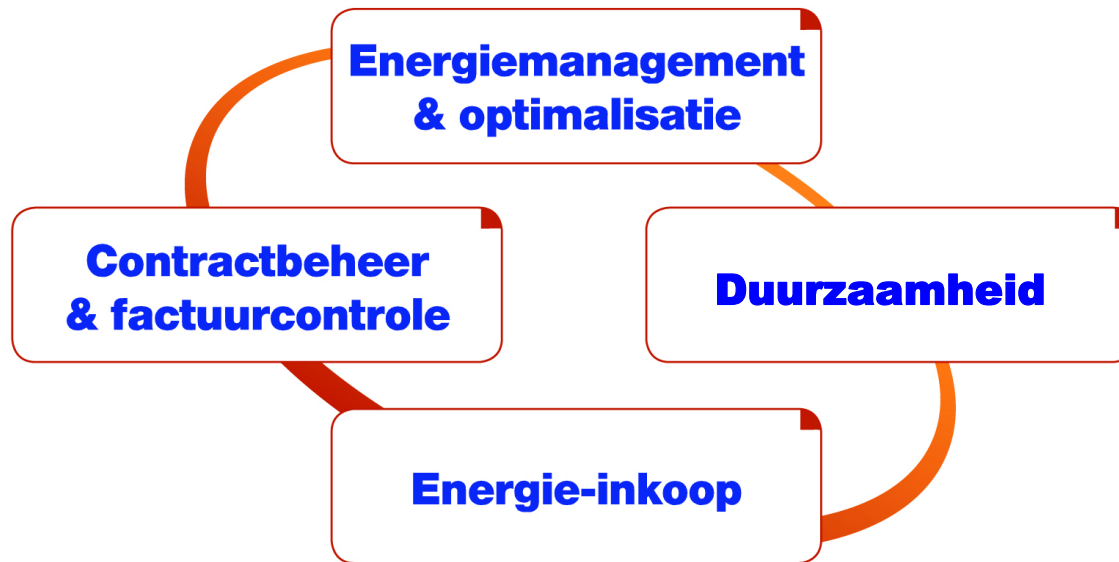 Energiemanagement
& optimalisatie
Contractbeheer
& factuurcontrole
Duurzaamheid
Energie-inkoop